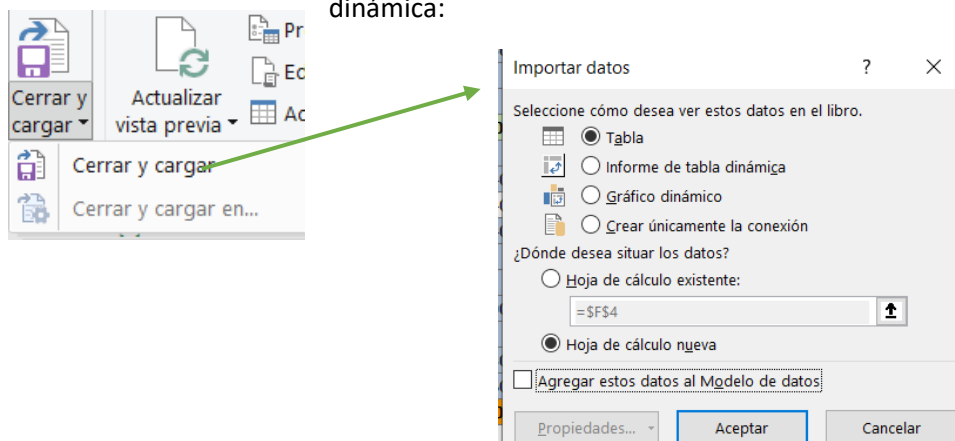 dinámica:
Pr
Ec
Ac
Cerrar y
cargar
Actualizar
vista previa
Cerrar y cargar
Cerrar y cargar en...
Importar datos
?
Seleccione cómo desea ver estos datos en el libro.
Tabla
Informe de tabla dinámica
Gráfico dinámico
Crear únicamente la conexión
¿Dónde desea situar los datos?
Hoja de cálculo existente:
=$F$4
Hoja de cálculo nueva
Agregar estos datos al Modelo de datos
Propiedades...
Aceptar
Cancelar